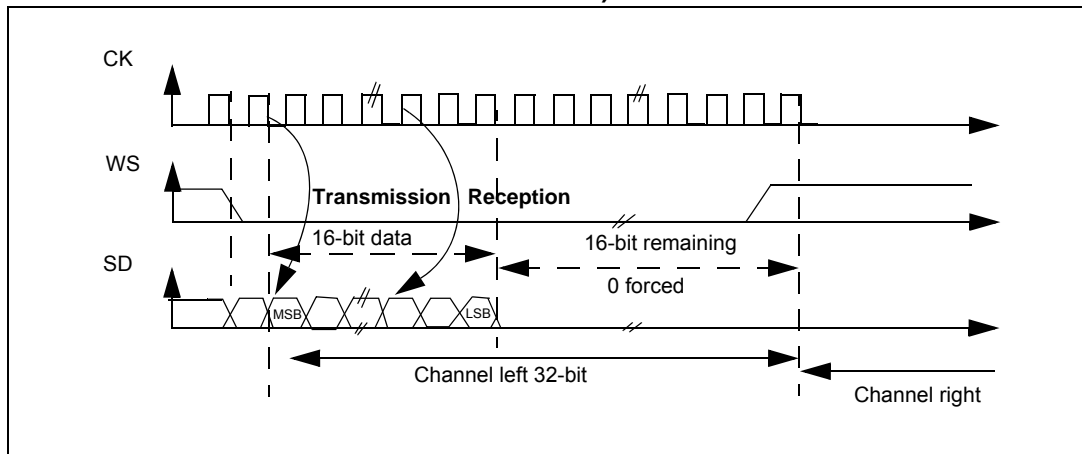 CK
WS
Transmission Reception
16-bit data
16-bit remaining
SD
0 forced
MSB
LSB
Channel left 32-bit
Channel right